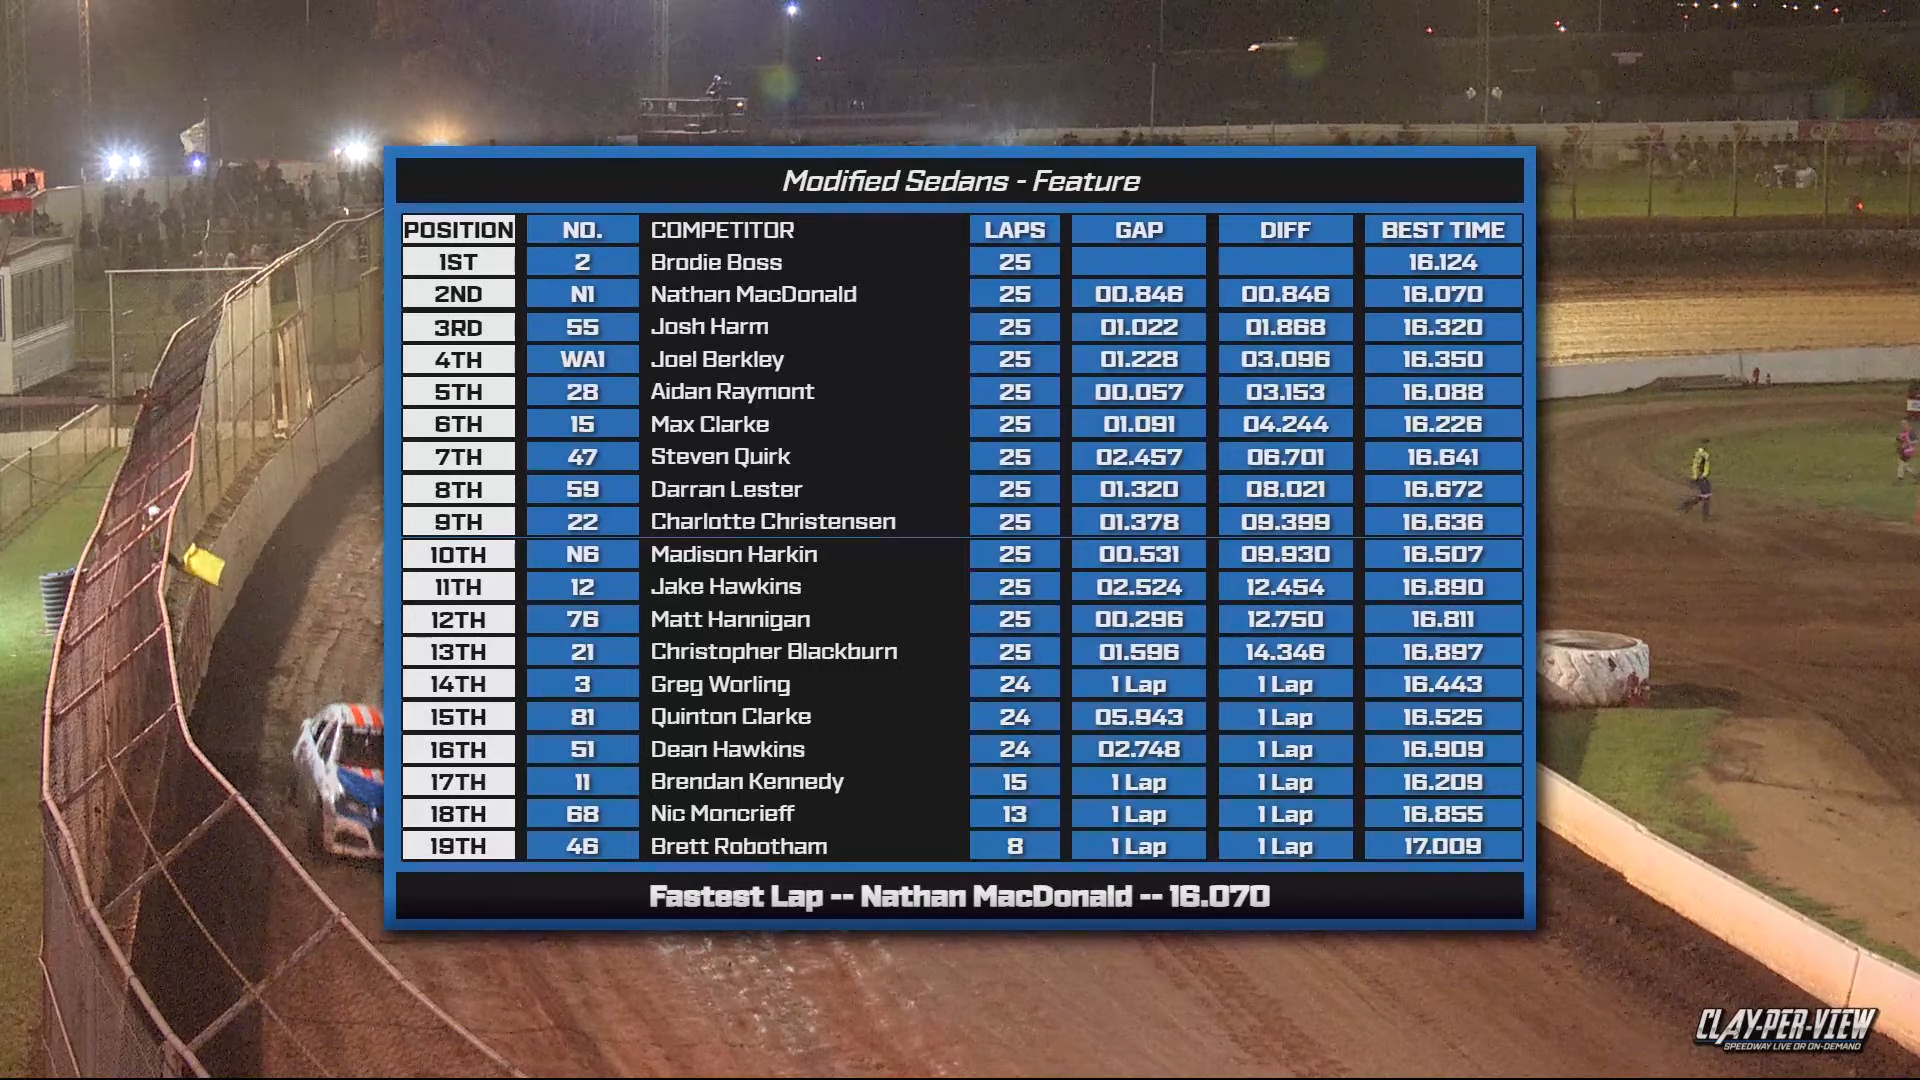 Modified Sedans - Feature
POSITION NO. COMPETITOR LAPS GAP DIFF BEST TIME
1ST 2 Brodie Boss 25 16.124
2ND N1 Nathan MacDonald 25 00.846 00.846 16.070
3RD 55 Josh Harm 25 01.022 01.868 16.320
4TH WA1 Joel Berkley 25 01.228 03.096 16.350
5TH 28 Aidan Raymont 25 00.057 03.153 16.088
6TH 15 Max Clarke 25 01.091 04.244 16.226
7TH 47 Steven Quirk 25 02.457 06.701 16.641
8TH 59 Darran Lester 25 01.320 08.021 16.672
9TH 22 Charlotte Christensen 25 01.378 09.399 16.636
10TH N6 Madison Harkin 25 00.531 09.930 16.507
11TH 12 Jake Hawkins 25 02.524 12.454 16.890
12TH 76 Matt Hannigan 25 00.296 12.750 16.811
13TH 21 Christopher Blackburn 25 01.596 14.346 16.897
14TH 3 Greg Worling 24 1 Lap 1 Lap 16.443
15TH 81 Quinton Clarke 24 05.943 1 Lap 16.525
16TH 51 Dean Hawkins 24 02.748 1 Lap 16.909
17TH 11 Brendan Kennedy 15 1 Lap 1 Lap 16.209
18TH 68 Nic Moncrieff 13 1 Lap 1 Lap 16.855
19TH 46 Brett Robotham 8 1 Lap 1 Lap 17.009
Fastest Lap -- Nathan MacDonald -- 16.070
CLAY-PER-VIEW
SPEEDWAY LIVE OR ON-DEMAND